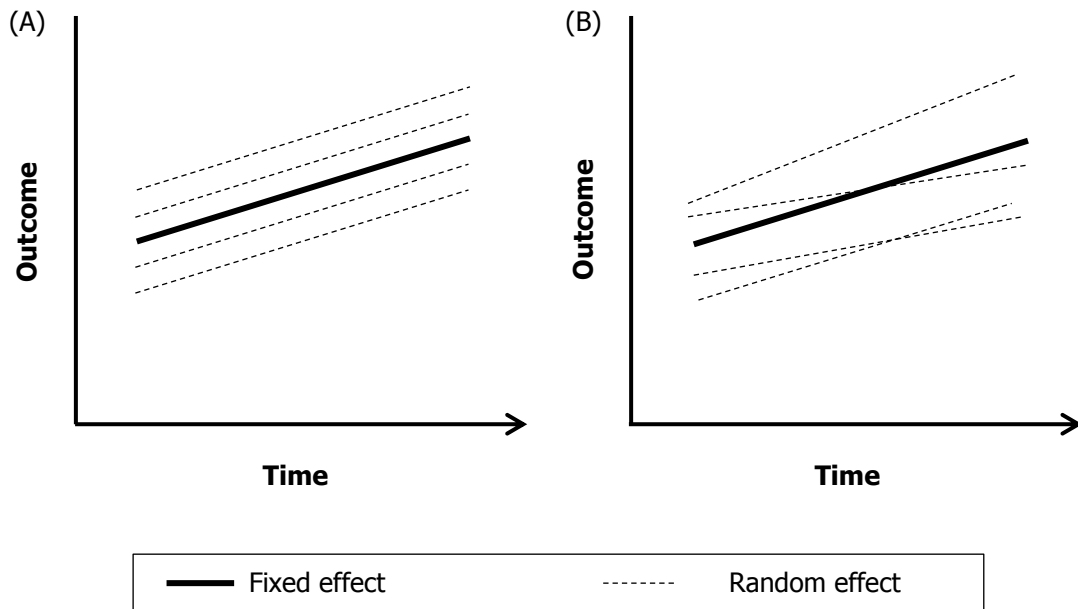 (A)
Outcome
Time
(B)
Outcome
Time
Fixed effect
Random effect